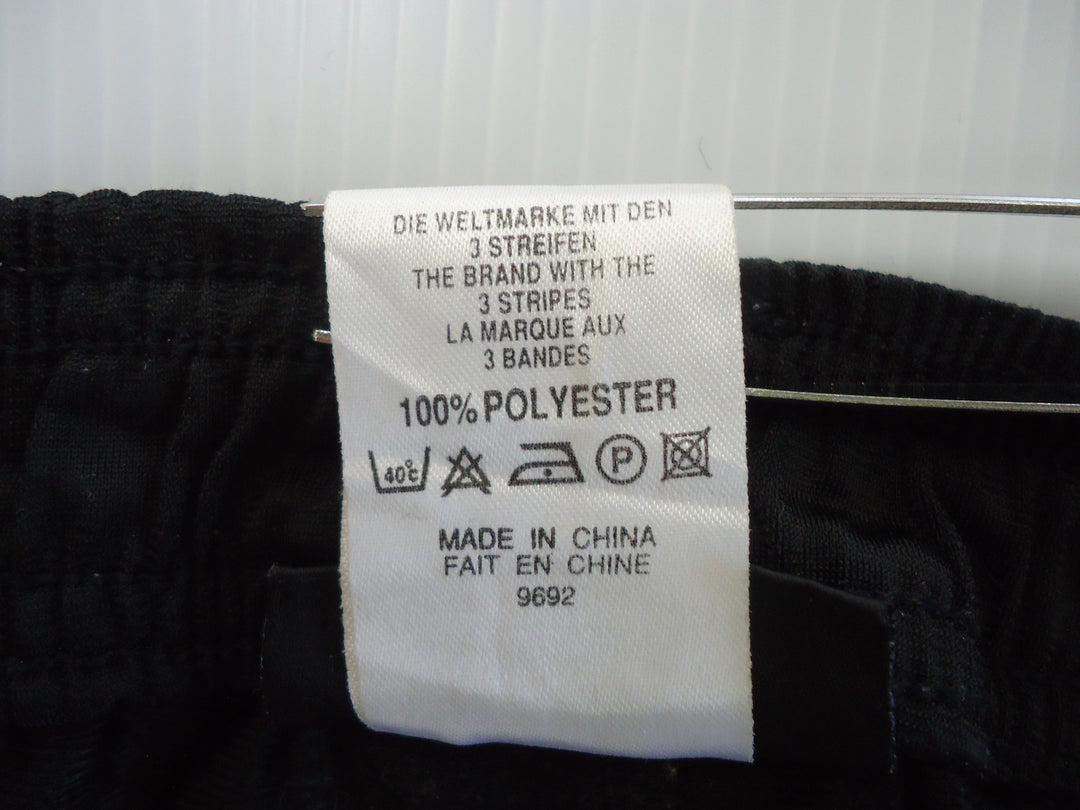 DIE WELTMARKE MIT DEN
3 STREIFEN
THE BRAND WITH THE
3 STRIPES
LA MARQUE AUX
3 BANDES
100% POLYESTER
40°C P
MADE IN CHINA
FAIT EN CHINE
9692